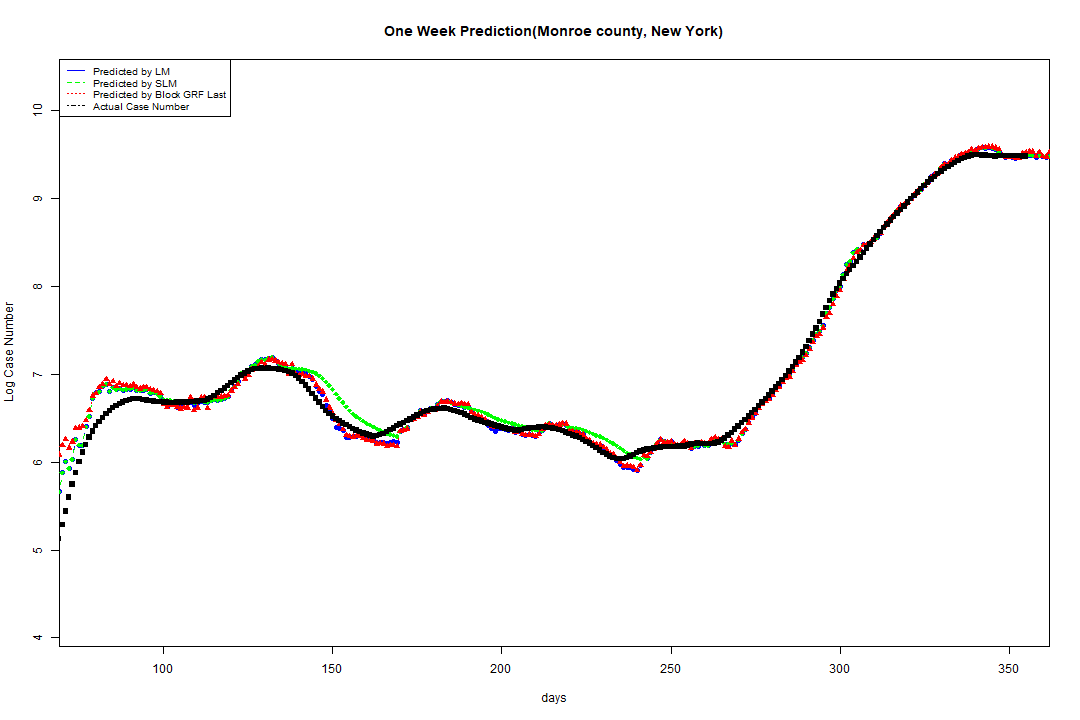 One Week Prediction(Monroe county, New York)
Predicted by LM
Predicted by SLM
Predicted by Block GRF Last
Actual Case Number
10
9
8
7
6
5
4
Log Case Number
100 150 200 250 300 350
days